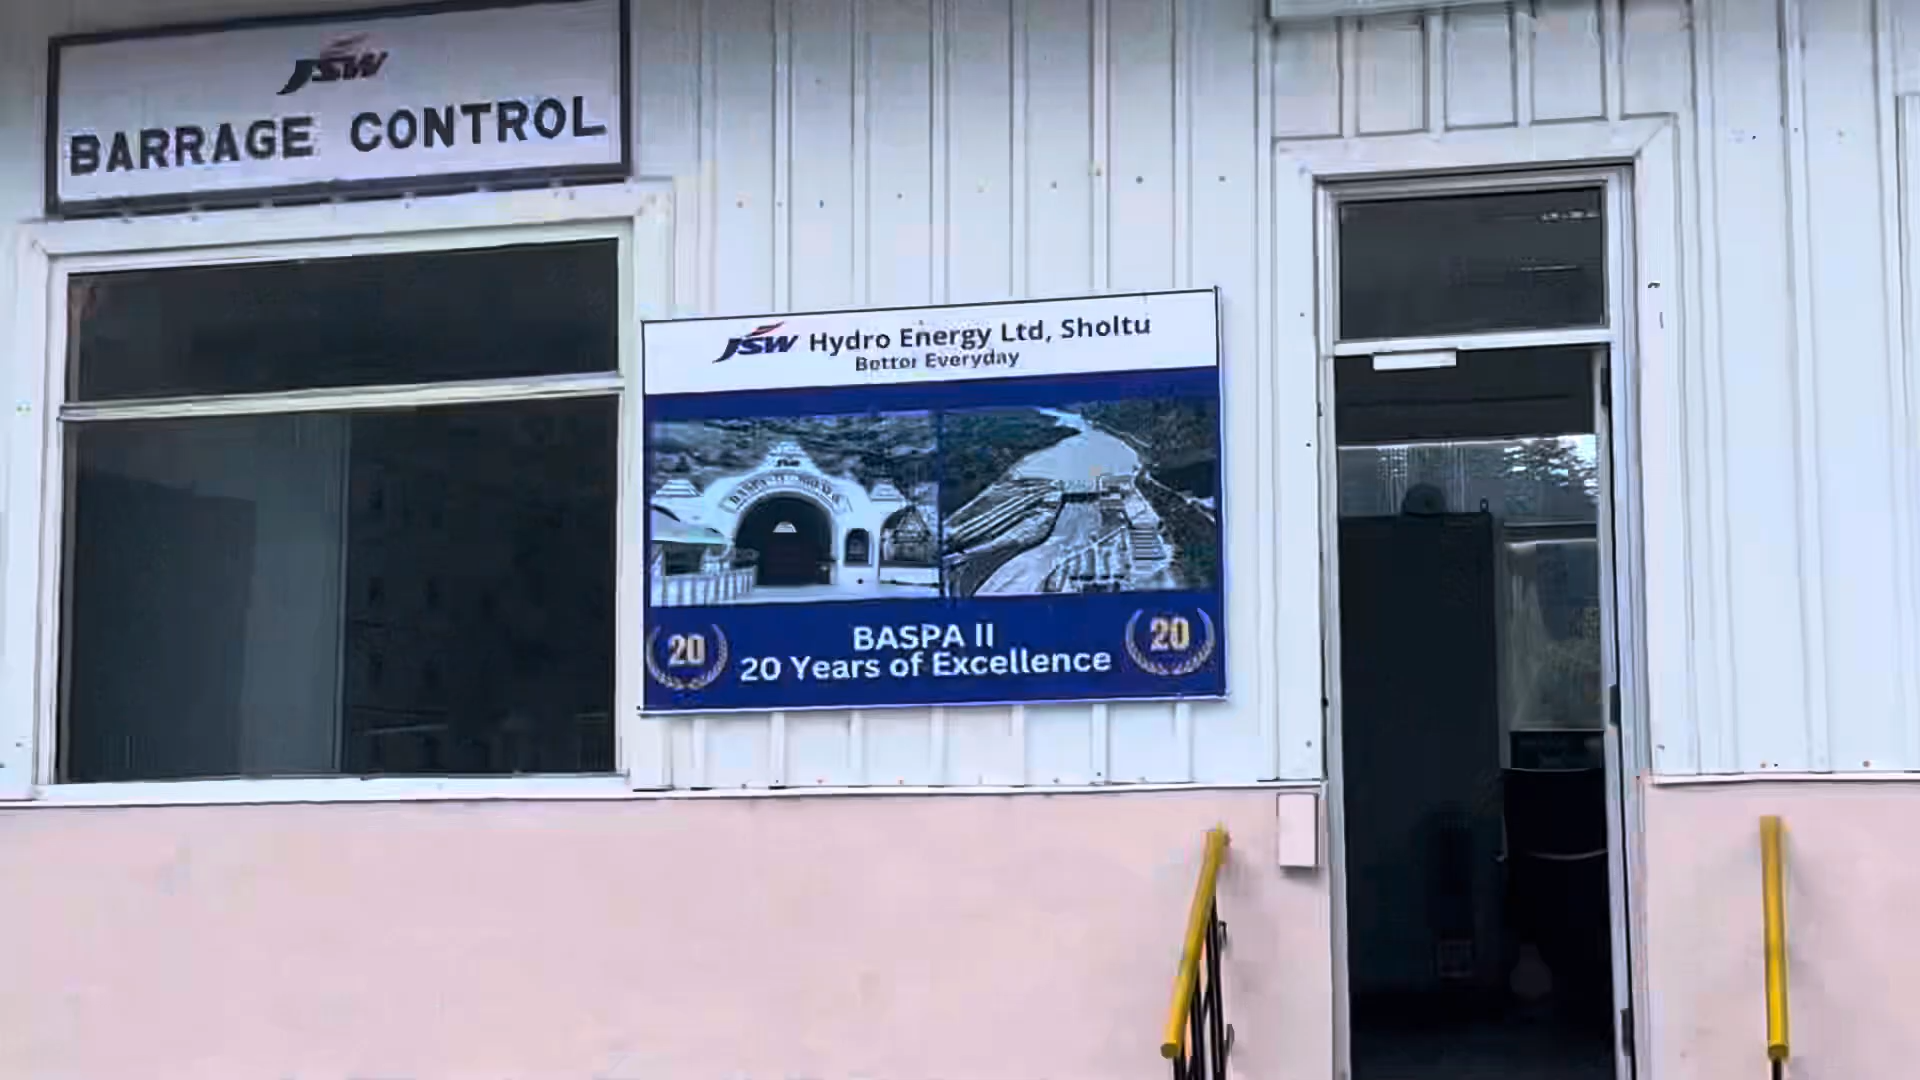 JSW
BARRAGE CONTROL
JSW Hydro Energy Ltd, Sholtu
Better Everyday
20
BASPA II
20 Years of Excellence
20